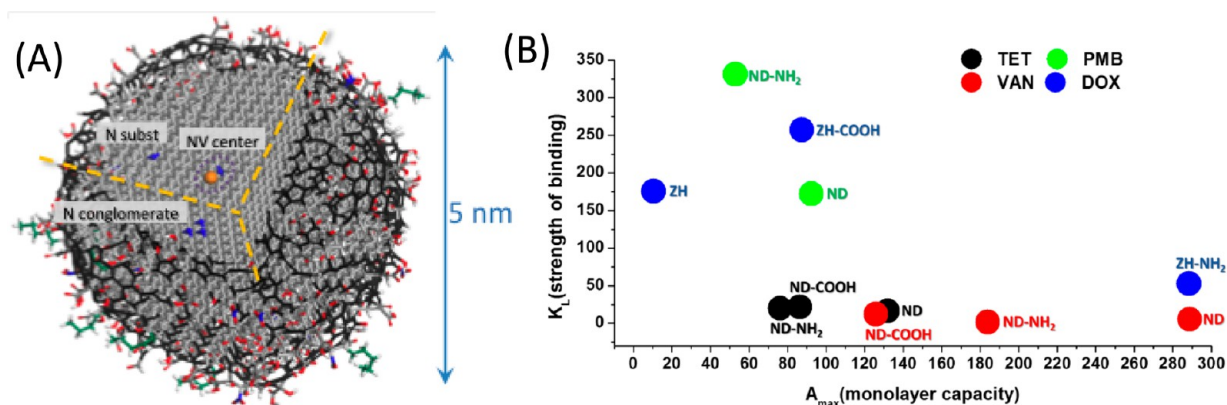 (A)
N subst
NV center
N conglomerate
5 nm
(B)
K_L(strength of binding)
350
300
250
200
150
100
50
0
TET
PMB
VAN
DOX
ND-NH₂
ZH-COOH
ZH
ND
ZH-NH₂
ND-COOH
ND
ND-NH₂
ND-COOH
ND-NH₂
ND
0 20 40 60 80 100 120 140 160 180 200 220 240 260 280 300
A_max(monolayer capacity)